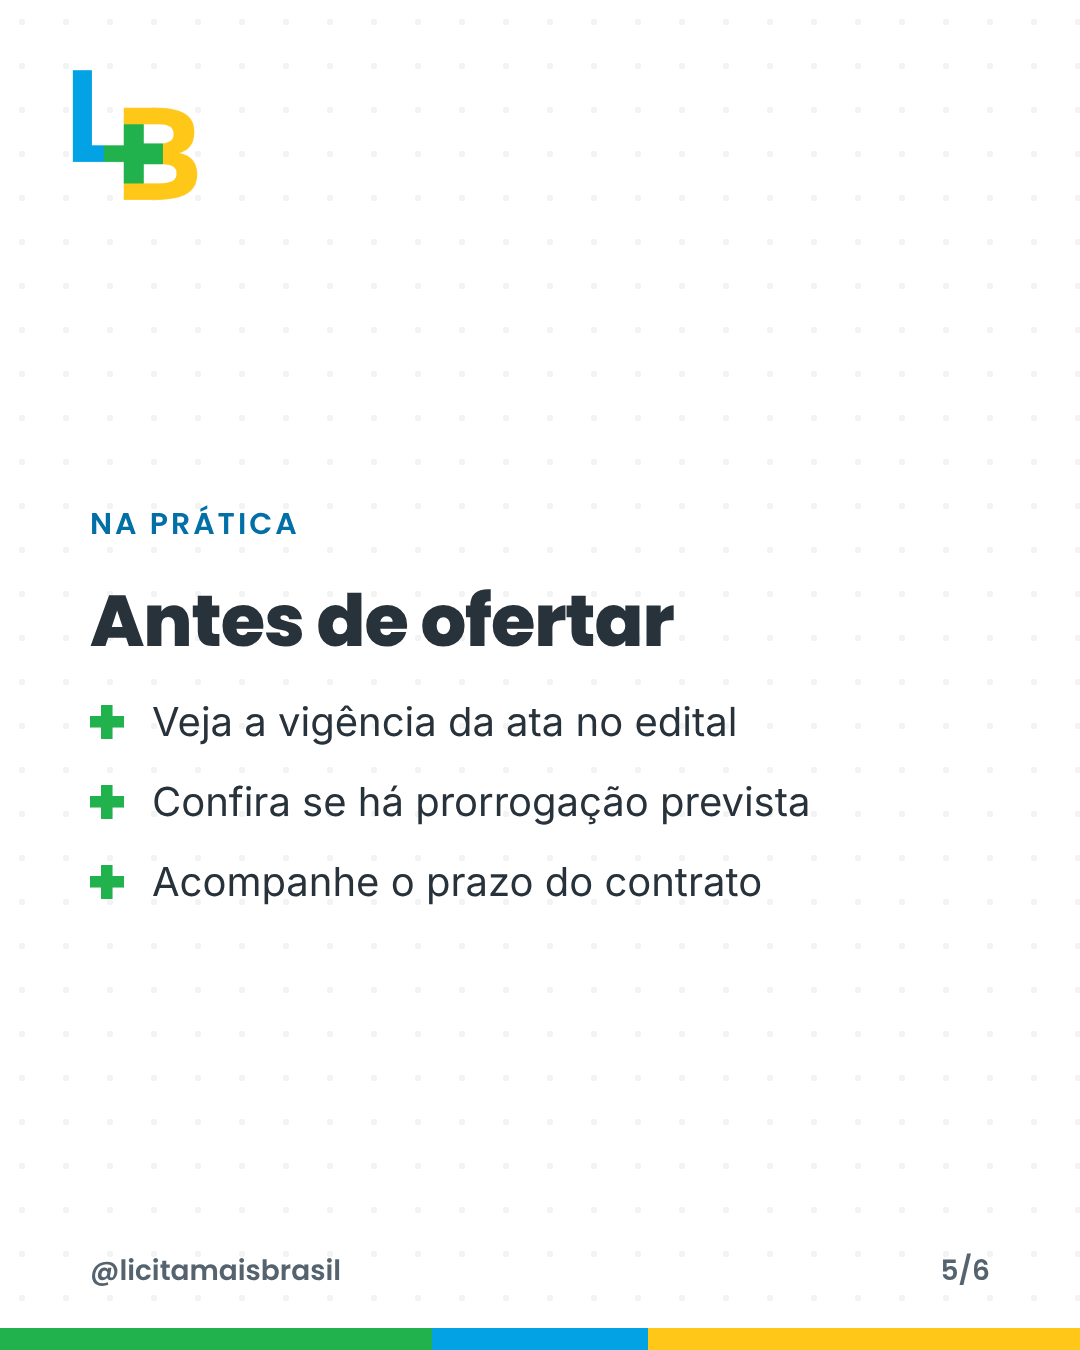 L+B
NA PRÁTICA
Antes de ofertar
Veja a vigência da ata no edital
Confira se há prorrogação prevista
Acompanhe o prazo do contrato
@licitamaisbrasil
5/6